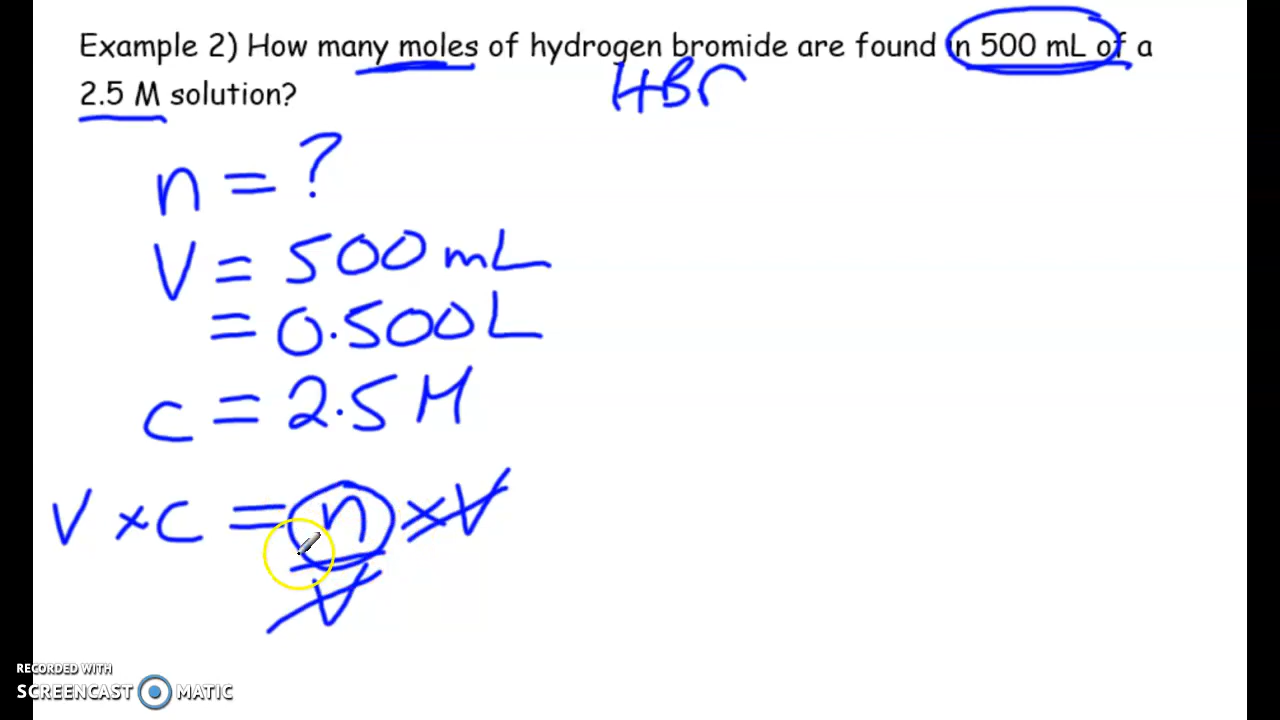 Example 2) How many moles of hydrogen bromide are found in 500 mL of a
2.5 M solution?
HBr
n = ?
V = 500 mL
= 0.500 L
c = 2.5 M
V × c = n × V
V
RECORDED WITH
SCREENCAST MATIC